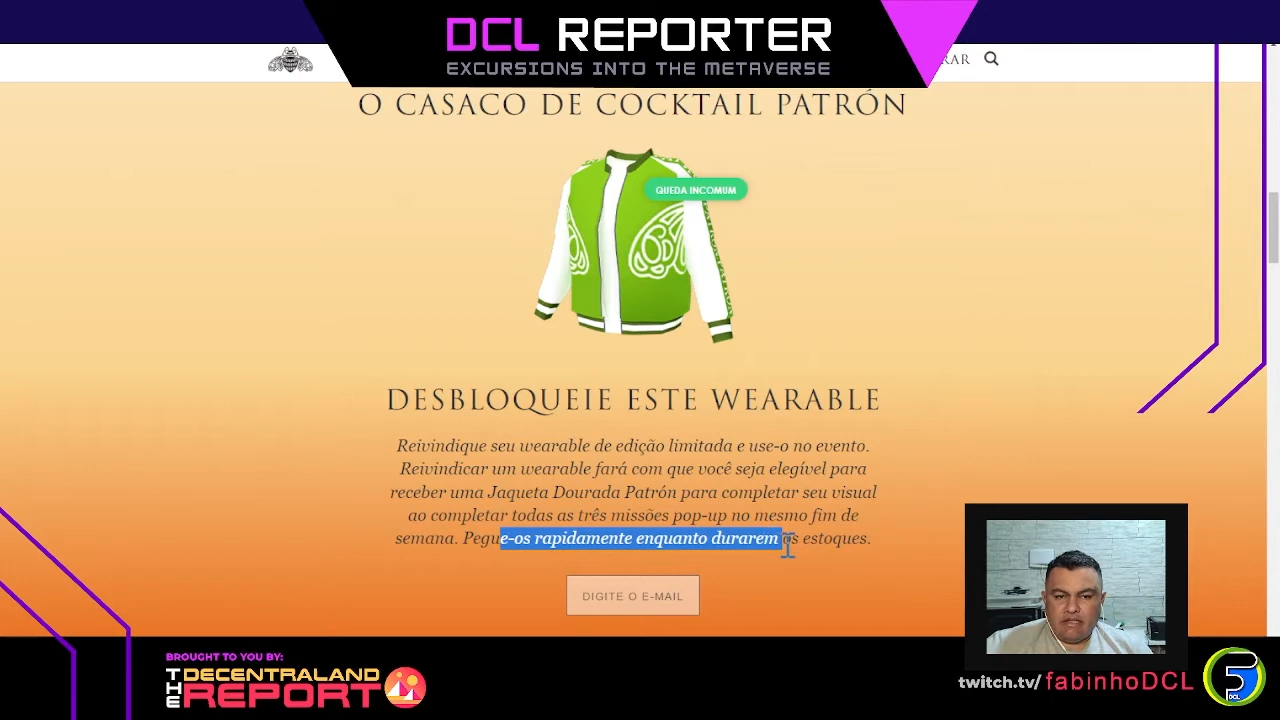 DCL REPORTER
EXCURSIONS INTO THE METAVERSE
RAR
O CASACO DE COCKTAIL PATRÓN
QUEDA INCOMUM
DESBLOQUEIE ESTE WEARABLE
Reivindique seu wearable de edição limitada e use-o no evento.
Reivindicar um wearable fará com que você seja elegível para
receber uma Jaqueta Dourada Patrón para completar seu visual
ao completar todas as três missões pop-up no mesmo fim de
semana. Pegue-os rapidamente enquanto durarem os estoques.
DIGITE O E-MAIL
BROUGHT TO YOU BY:
THE DECENTRALAND
REPORT
twitch.tv/fabinhoDCL
DCL